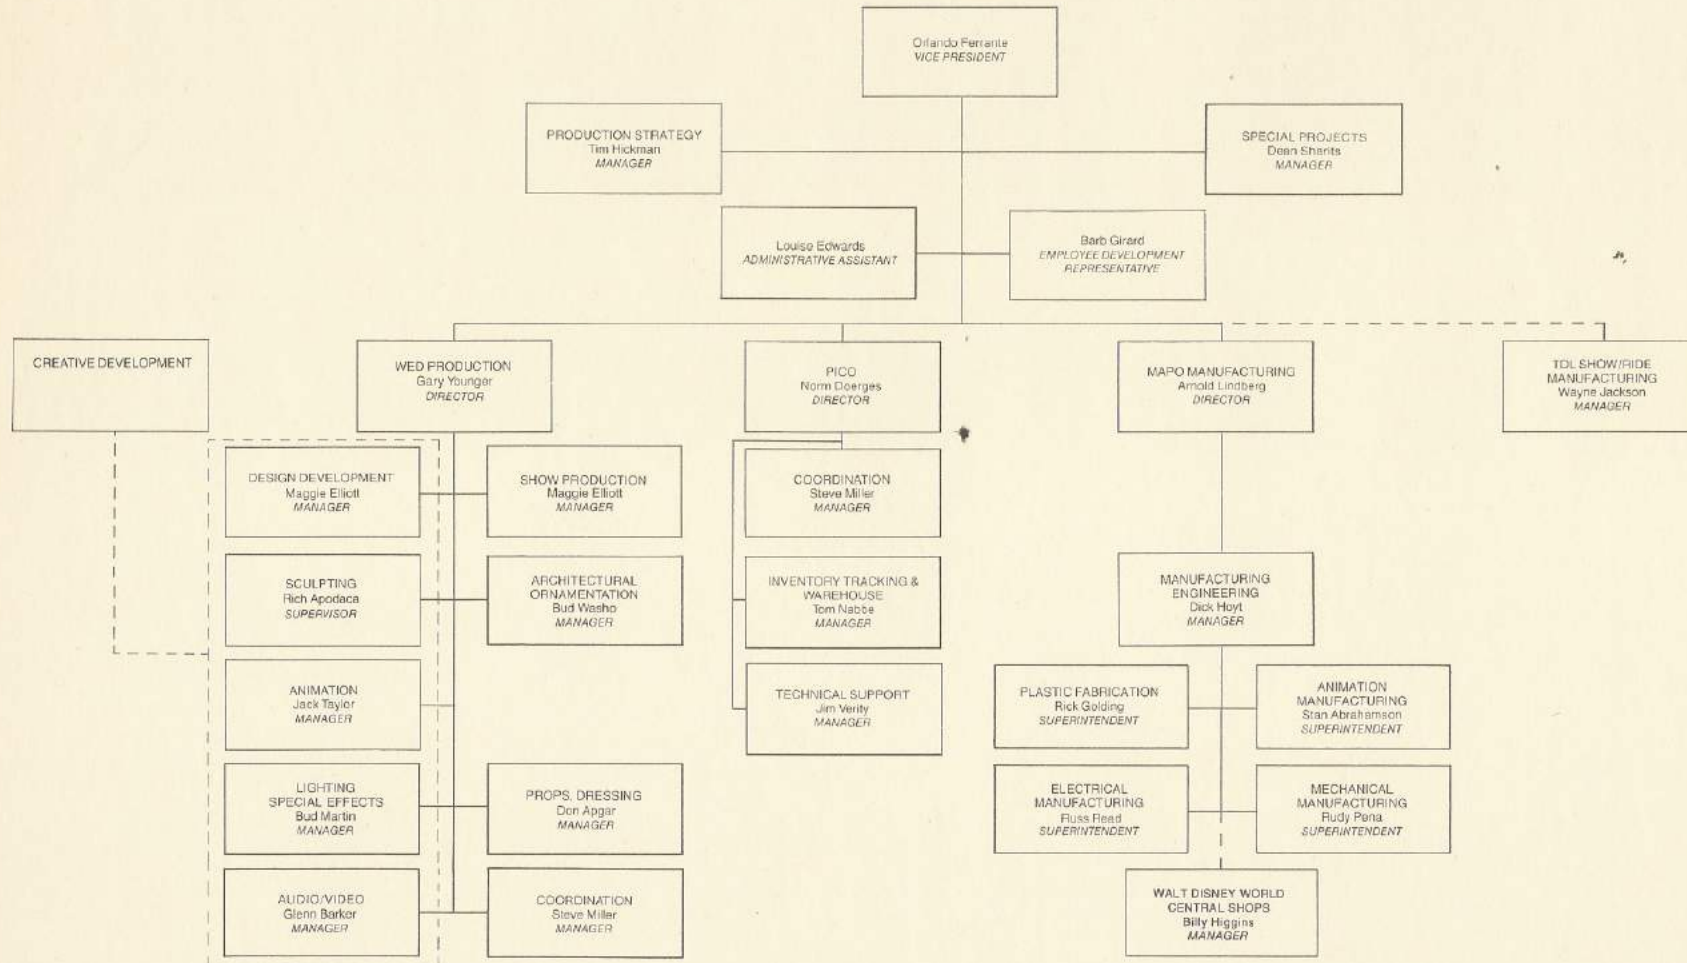 Orlando Ferrante
VICE PRESIDENT
PRODUCTION STRATEGY
Tim Hickman
MANAGER
SPECIAL PROJECTS
Dean Sharits
MANAGER
Louise Edwards
ADMINISTRATIVE ASSISTANT
Barb Girard
EMPLOYEE DEVELOPMENT
REPRESENTATIVE
CREATIVE DEVELOPMENT
WED PRODUCTION
Gary Younger
DIRECTOR
PICO
Norm Doerges
DIRECTOR
MAPO MANUFACTURING
Arnold Lindberg
DIRECTOR
TDL SHOW/RIDE
MANUFACTURING
Wayne Jackson
MANAGER
DESIGN DEVELOPMENT
Maggie Elliott
MANAGER
SHOW PRODUCTION
Maggie Elliott
MANAGER
SCULPTING
Rich Apodaca
SUPERVISOR
ARCHITECTURAL
ORNAMENTATION
Bud Washo
MANAGER
ANIMATION
Jack Taylor
MANAGER
LIGHTING
SPECIAL EFFECTS
Bud Martin
MANAGER
PROPS, DRESSING
Don Apgar
MANAGER
AUDIO/VIDEO
Glenn Barker
MANAGER
COORDINATION
Steve Miller
MANAGER
COORDINATION
Steve Miller
MANAGER
INVENTORY TRACKING &
WAREHOUSE
Tom Nabbe
MANAGER
TECHNICAL SUPPORT
Jim Verity
MANAGER
MANUFACTURING
ENGINEERING
Dick Hoyt
MANAGER
PLASTIC FABRICATION
Rick Golding
SUPERINTENDENT
ANIMATION
MANUFACTURING
Stan Abrahamson
SUPERINTENDENT
ELECTRICAL
MANUFACTURING
Russ Read
SUPERINTENDENT
MECHANICAL
MANUFACTURING
Rudy Pena
SUPERINTENDENT
WALT DISNEY WORLD
CENTRAL SHOPS
Billy Higgins
MANAGER